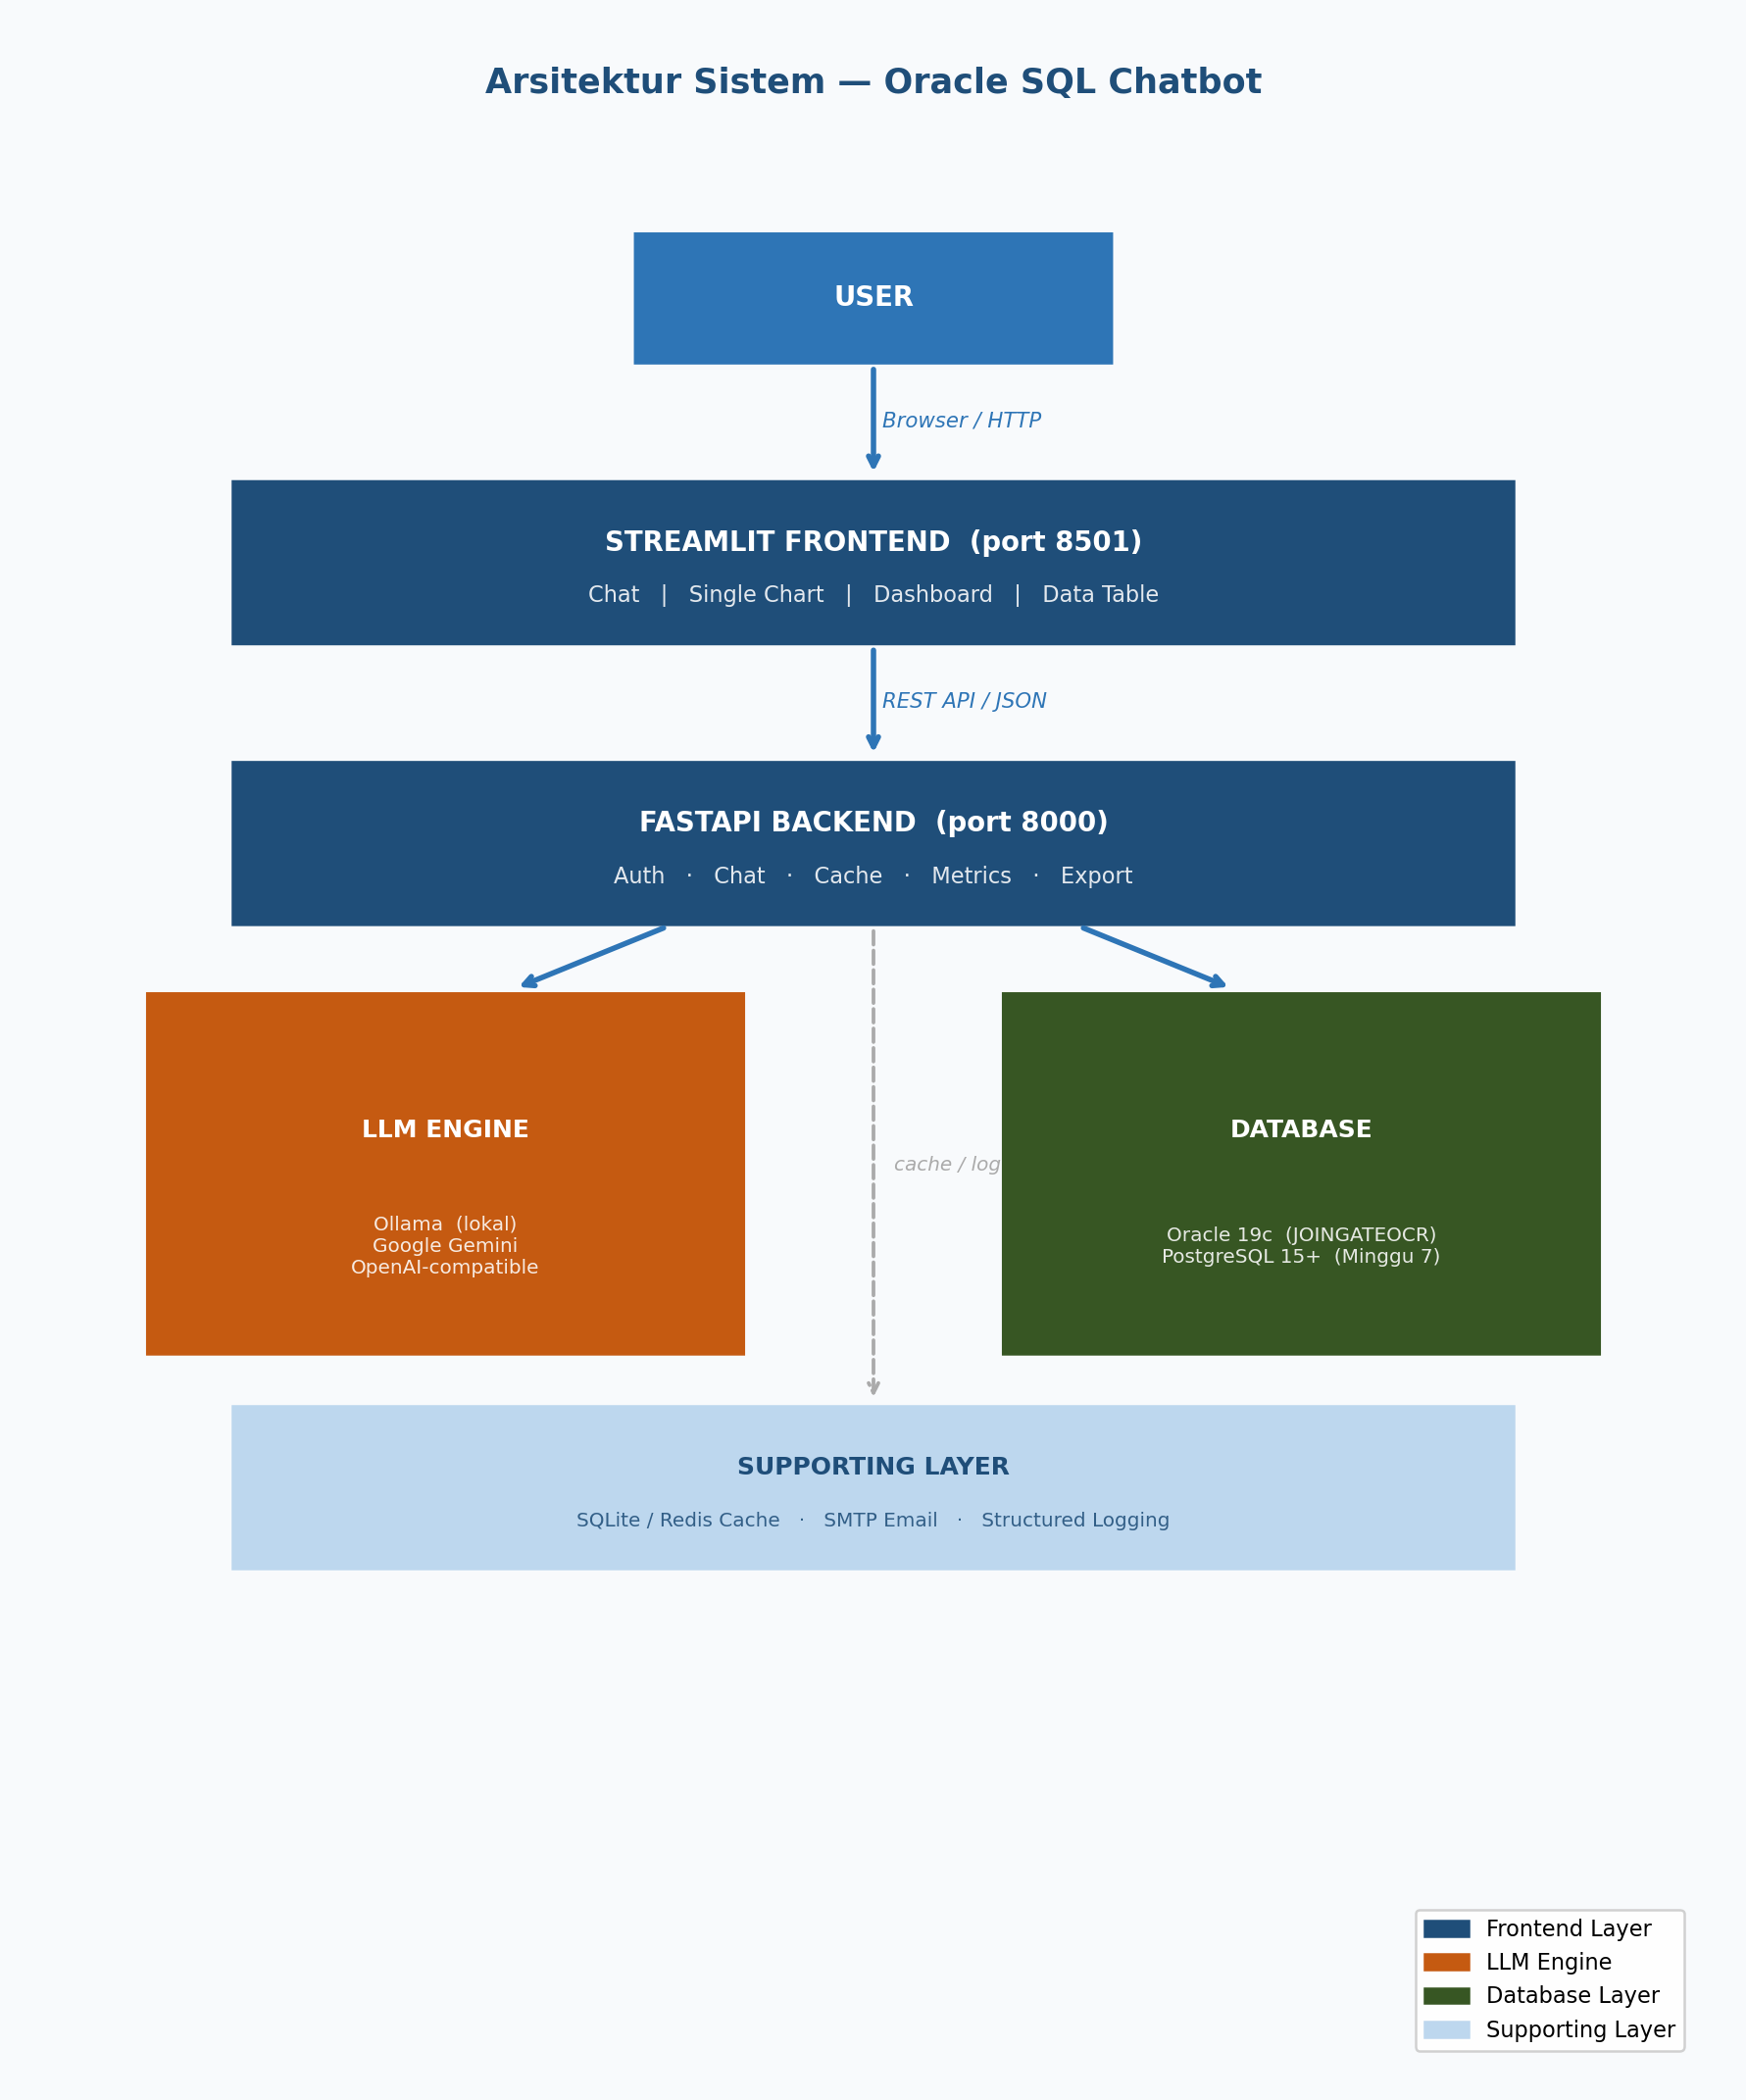 Arsitektur Sistem — Oracle SQL Chatbot
USER
Browser / HTTP
STREAMLIT FRONTEND (port 8501)
Chat | Single Chart | Dashboard | Data Table
REST API / JSON
FASTAPI BACKEND (port 8000)
Auth · Chat · Cache · Metrics · Export
LLM ENGINE
Ollama (lokal)
Google Gemini
OpenAI-compatible
cache / log
DATABASE
Oracle 19c (JOINGATEOCR)
PostgreSQL 15+ (Minggu 7)
SUPPORTING LAYER
SQLite / Redis Cache · SMTP Email · Structured Logging
Frontend Layer
LLM Engine
Database Layer
Supporting Layer